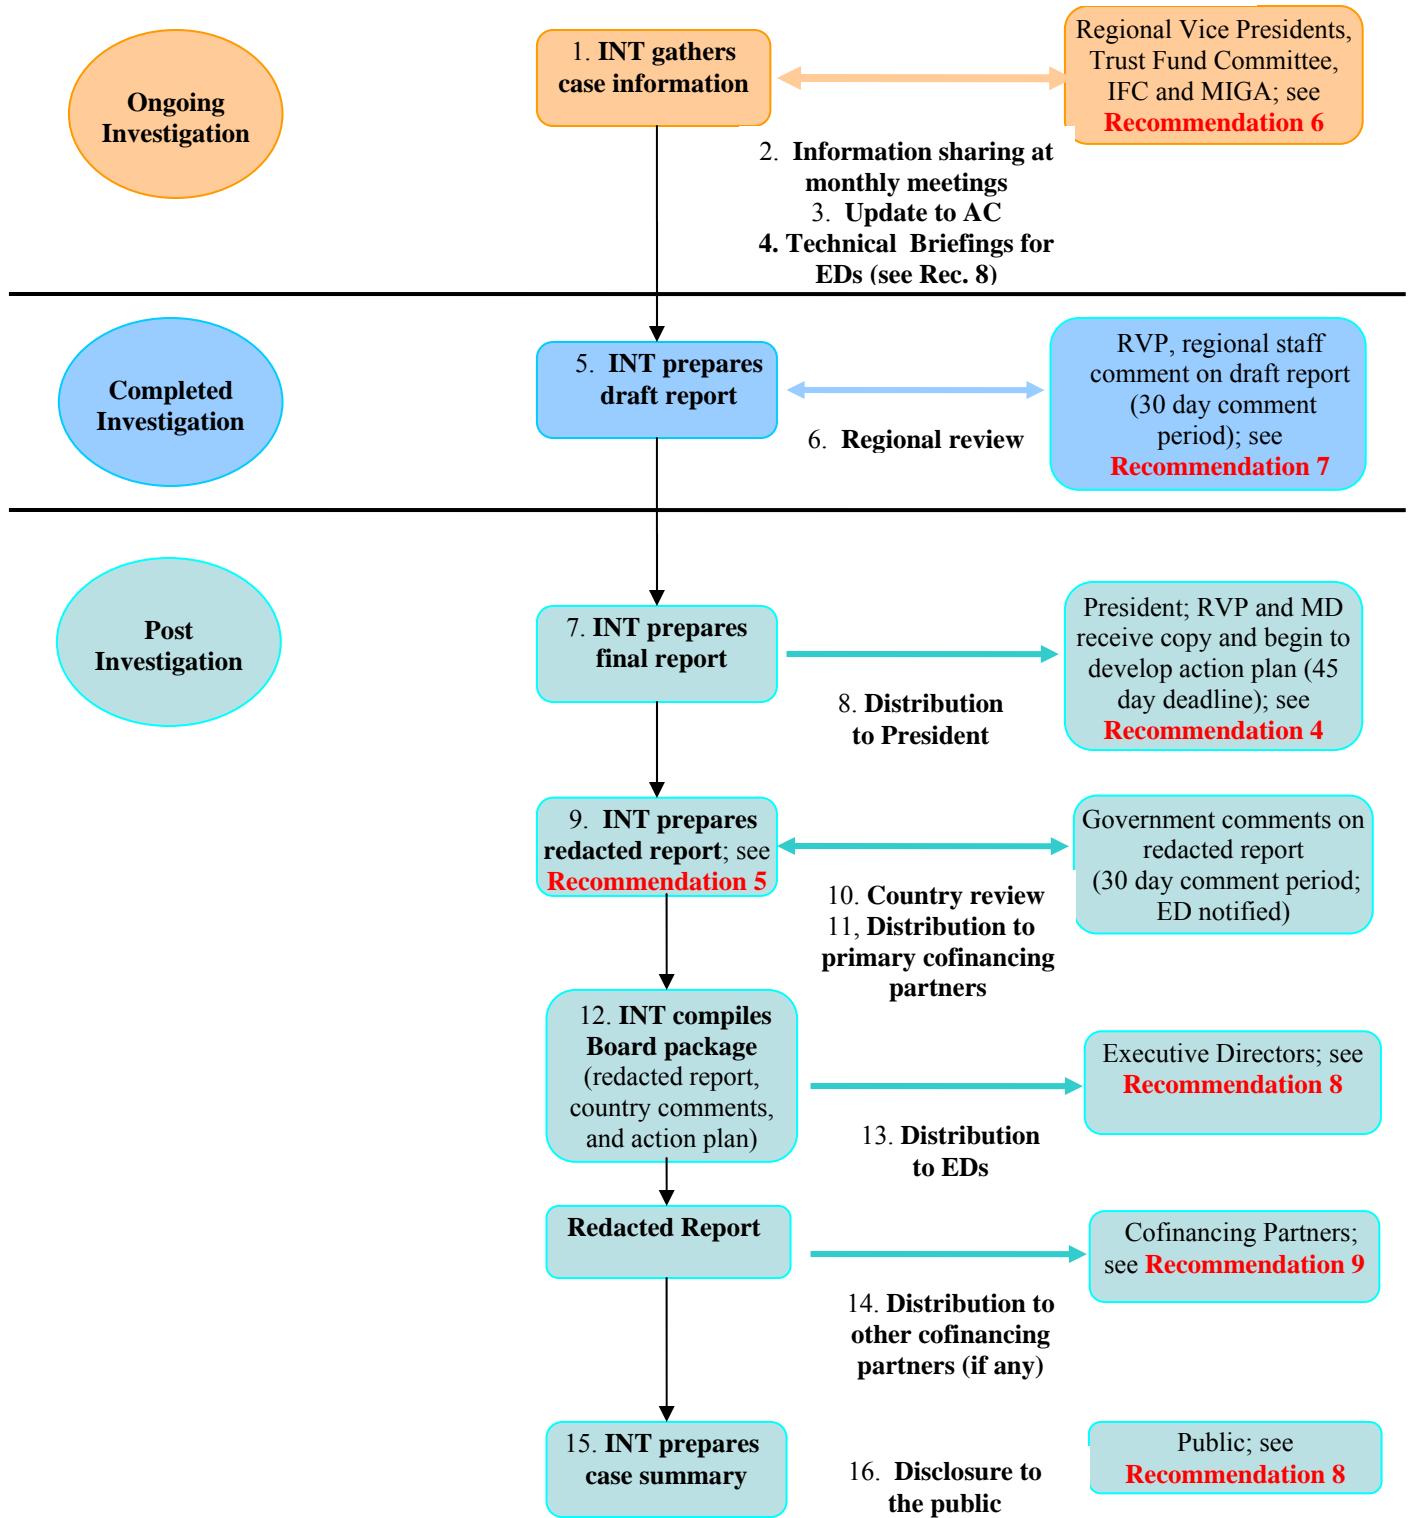 Ongoing
Investigation
1. INT gathers
case information
Regional Vice Presidents,
Trust Fund Committee,
IFC and MIGA; see
Recommendation 6
2. Information sharing at
monthly meetings
3. Update to AC
4. Technical Briefings for
EDs (see Rec. 8)
Completed
Investigation
5. INT prepares
draft report
RVP, regional staff
comment on draft report
(30 day comment
period); see
Recommendation 7
6. Regional review
Post
Investigation
7. INT prepares
final report
President; RVP and MD
receive copy and begin to
develop action plan (45
day deadline); see
Recommendation 4
8. Distribution
to President
9. INT prepares
redacted report; see
Recommendation 5
Government comments on
redacted report
(30 day comment period;
ED notified)
10. Country review
11, Distribution to
primary cofinancing
partners
12. INT compiles
Board package
(redacted report,
country comments,
and action plan)
Executive Directors; see
Recommendation 8
13. Distribution
to EDs
Redacted Report
Cofinancing Partners;
see Recommendation 9
14. Distribution to
other cofinancing
partners (if any)
15. INT prepares
case summary
Public; see
Recommendation 8
16. Disclosure to
the public